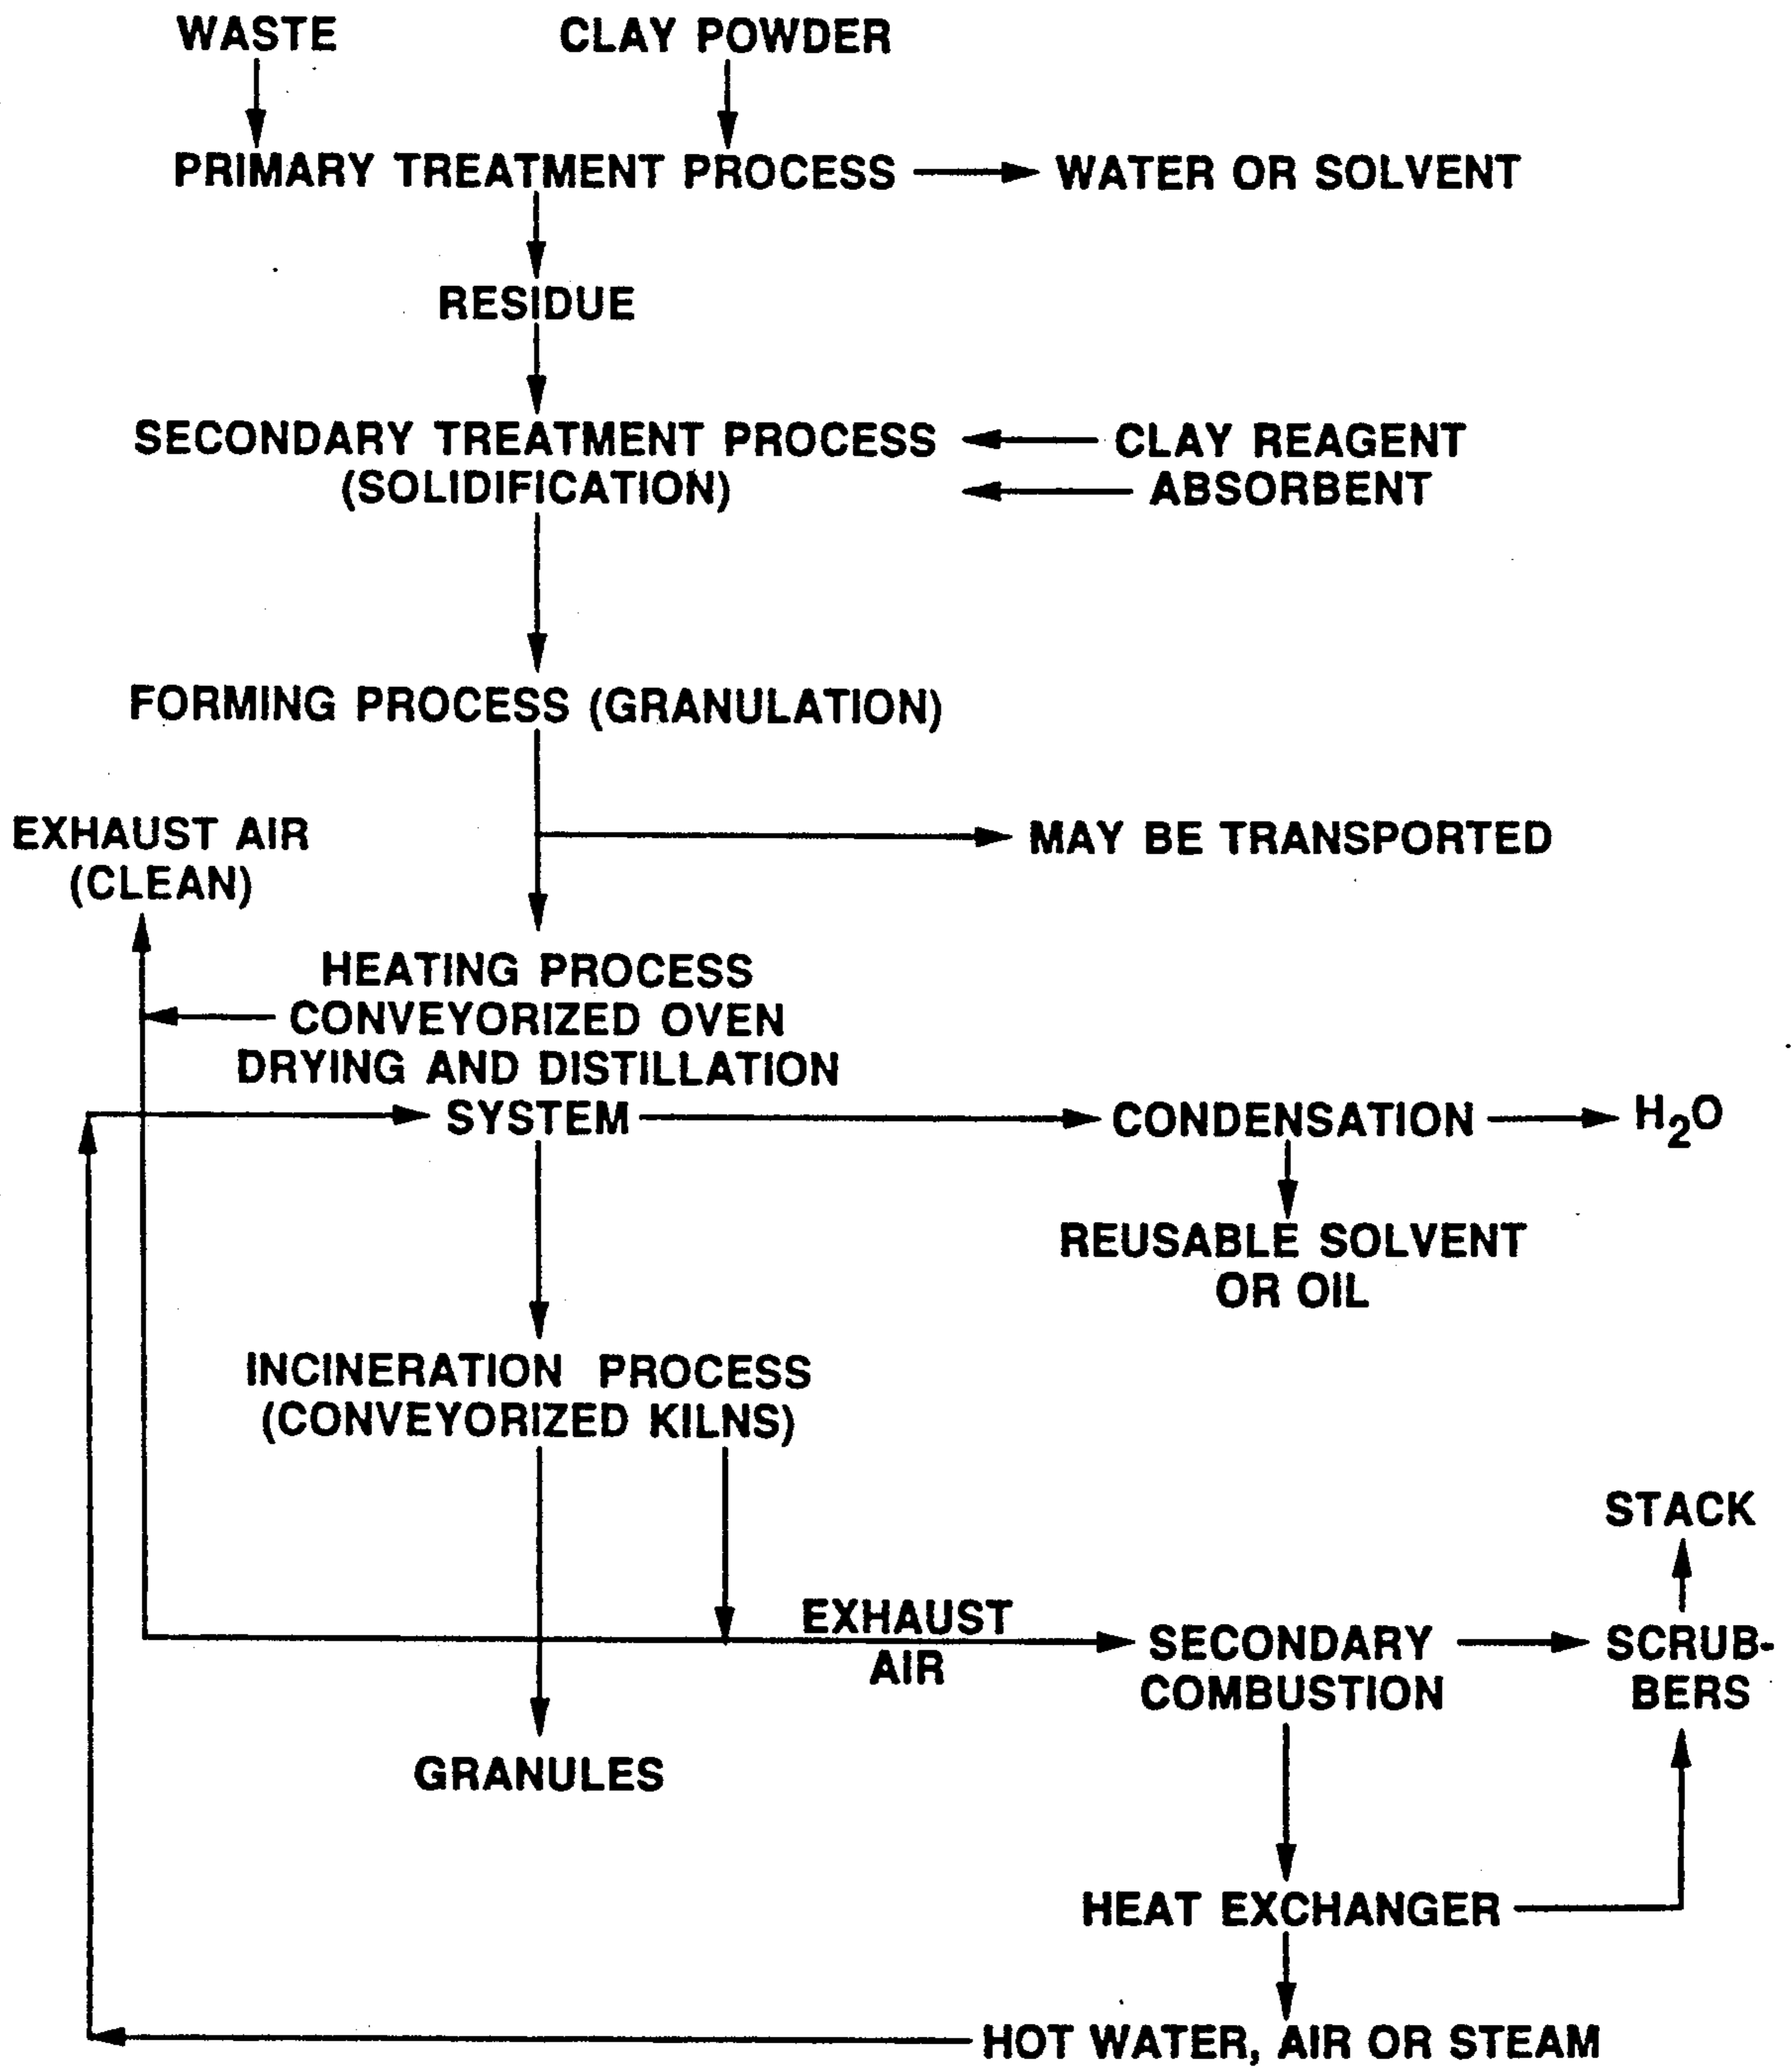 WASTE
CLAY POWDER
PRIMARY TREATMENT PROCESS
WATER OR SOLVENT
RESIDUE
SECONDARY TREATMENT PROCESS
(SOLIDIFICATION)
CLAY REAGENT
ABSORBENT
FORMING PROCESS (GRANULATION)
MAY BE TRANSPORTED
EXHAUST AIR
(CLEAN)
HEATING PROCESS
CONVEYORIZED OVEN
DRYING AND DISTILLATION
SYSTEM
CONDENSATION
H₂O
REUSABLE SOLVENT
OR OIL
INCINERATION PROCESS
(CONVEYORIZED KILNS)
EXHAUST
AIR
SECONDARY
COMBUSTION
STACK
SCRUB-
BERS
GRANULES
HEAT EXCHANGER
HOT WATER, AIR OR STEAM